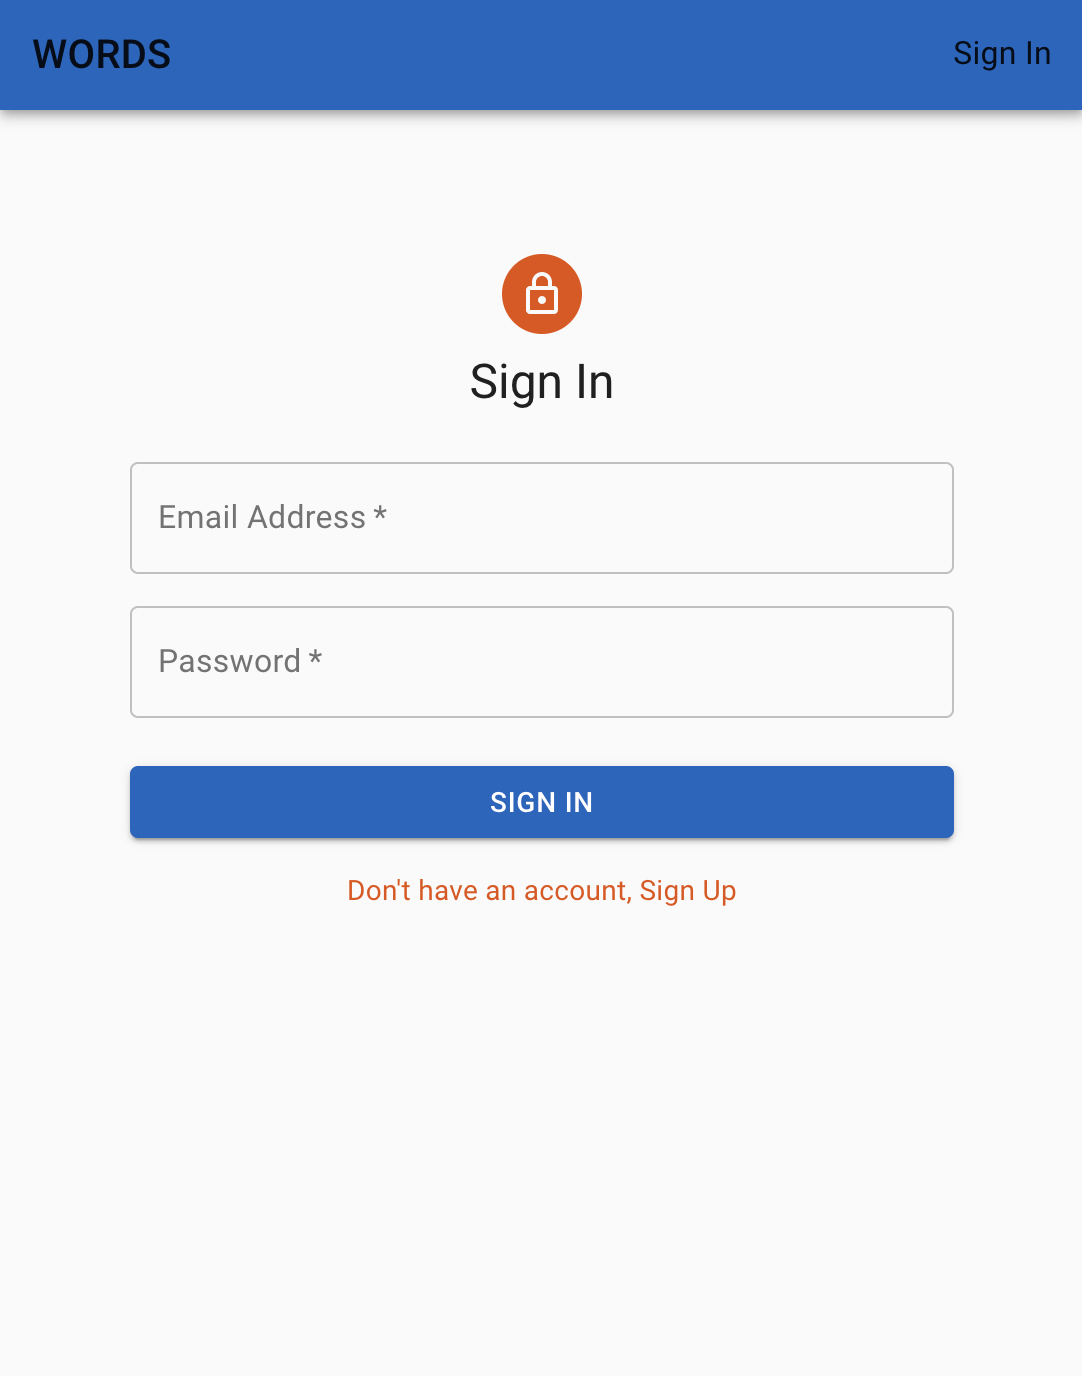 WORDS
Sign In
Sign In
Email Address *
Password *
SIGN IN
Don't have an account, Sign Up